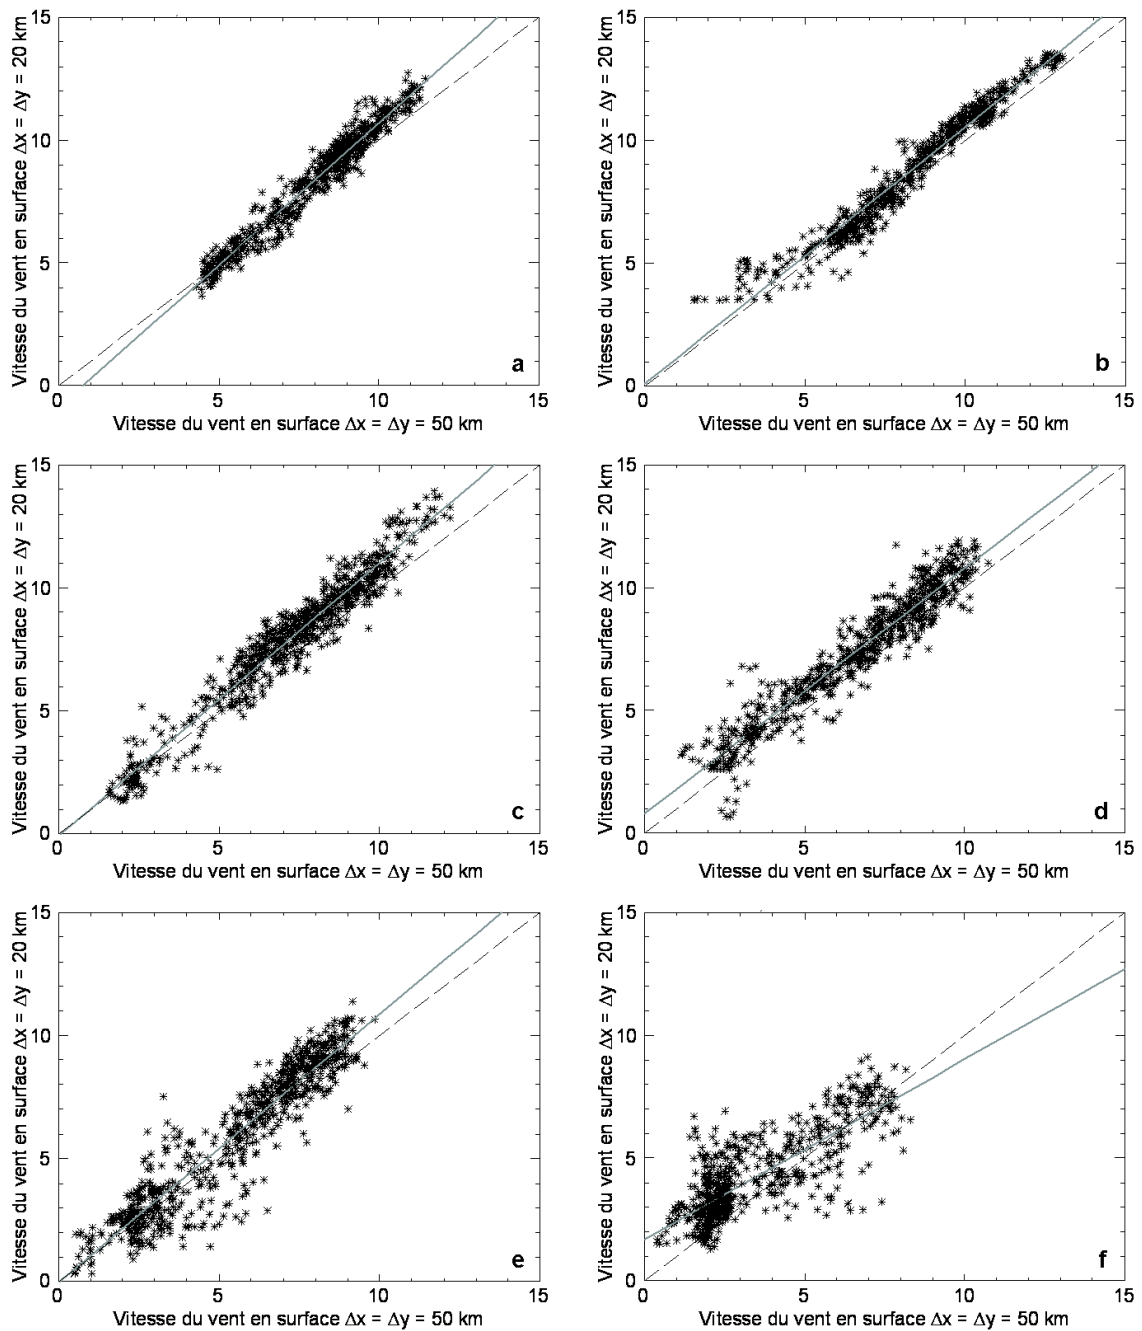 15
10
5
0
Vitesse du vent en surface Δx = Δy = 20 km
a
0 5 10 15
Vitesse du vent en surface Δx = Δy = 50 km
15
10
5
0
Vitesse du vent en surface Δx = Δy = 20 km
b
0 5 10 15
Vitesse du vent en surface Δx = Δy = 50 km
15
10
5
0
Vitesse du vent en surface Δx = Δy = 20 km
c
0 5 10 15
Vitesse du vent en surface Δx = Δy = 50 km
15
10
5
0
Vitesse du vent en surface Δx = Δy = 20 km
d
0 5 10 15
Vitesse du vent en surface Δx = Δy = 50 km
15
10
5
0
Vitesse du vent en surface Δx = Δy = 20 km
e
0 5 10 15
Vitesse du vent en surface Δx = Δy = 50 km
15
10
5
0
Vitesse du vent en surface Δx = Δy = 20 km
f
0 5 10 15
Vitesse du vent en surface Δx = Δy = 50 km